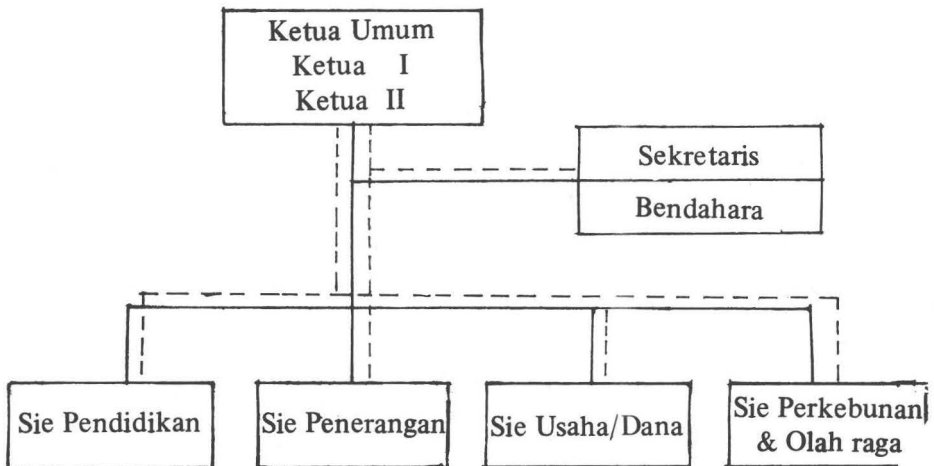 Ketua Umum
Ketua I
Ketua II
Sekretaris
Bendahara
Sie Pendidikan
Sie Penerangan
Sie Usaha/Dana
Sie Perkebunan
& Olah raga